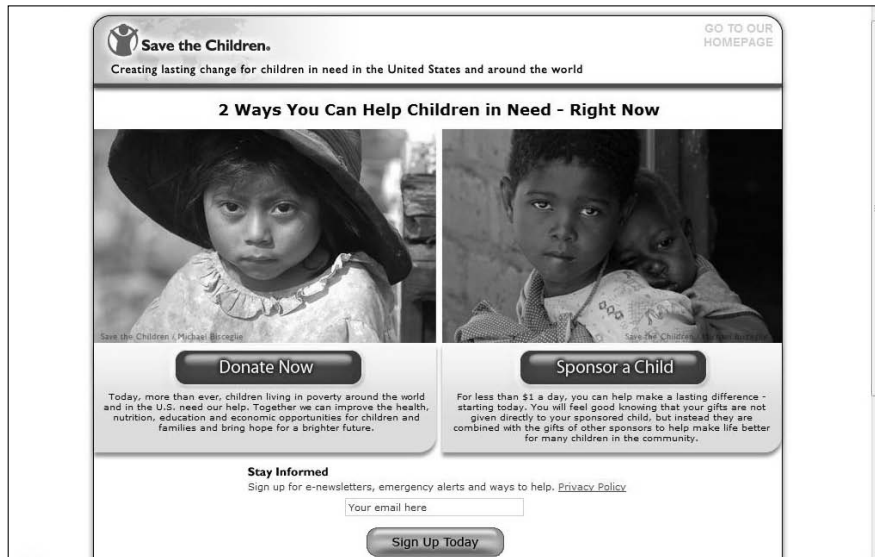 Save the Children®
GO TO OUR
HOMEPAGE
Creating lasting change for children in need in the United States and around the world
2 Ways You Can Help Children in Need - Right Now
Save the Children / Michael Bisceglie
Save the Children / Michael Bisceglie
Donate Now
Today, more than ever, children living in poverty around the world
and in the U.S. need our help. Together we can improve the health,
nutrition, education and economic opportunities for children and
families and bring hope for a brighter future.
Sponsor a Child
For less than $1 a day, you can help make a lasting difference -
starting today. You will feel good knowing that your gifts are not
given directly to your sponsored child, but instead they are
combined with the gifts of other sponsors to help make life better
for many children in the community.
Stay Informed
Sign up for e-newsletters, emergency alerts and ways to help. Privacy Policy
Your email here
Sign Up Today